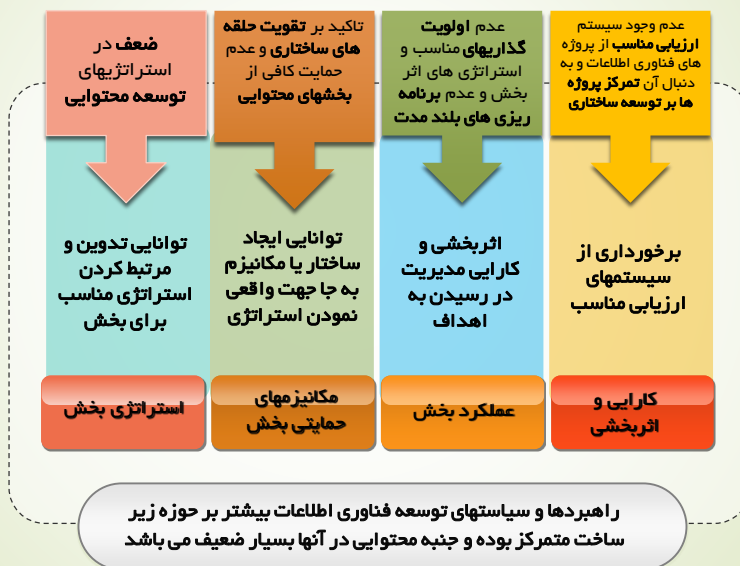 عدم وجود سیستم
ارزیابی مناسب از پروژه
های فناوری اطلاعات و به
دنبال آن تمرکز پروژه
ها بر توسعه ساختاری
عدم اولویت
گذاریهای مناسب و
استراتژی های اثر
بخش و عدم برنامه
ریزی های بلند مدت
تاکید بر تقویت حلقه
های ساختاری و عدم
حمایت کافی از
بخشهای محتوایی
ضعف در
استراتژیهای
توسعه محتوایی
برخورداری از
سیستمهای
ارزیابی مناسب
اثربخشی و
کارایی مدیریت
در رسیدن به
اهداف
توانایی ایجاد
ساختار یا مکانیزم
به جا جهت واقعی
نمودن استراتژی
توانایی تدوین و
مرتبط کردن
استراتژی مناسب
برای بخش
کارایی و
اثربخشی
عملکرد بخش
مکانیزمهای
حمایتی بخش
استراتژی بخش
راهبردها و سیاستهای توسعه فناوری اطلاعات بیشتر بر حوزه زیر
ساخت متمرکز بوده و جنبه محتوایی در آنها بسیار ضعیف می باشد